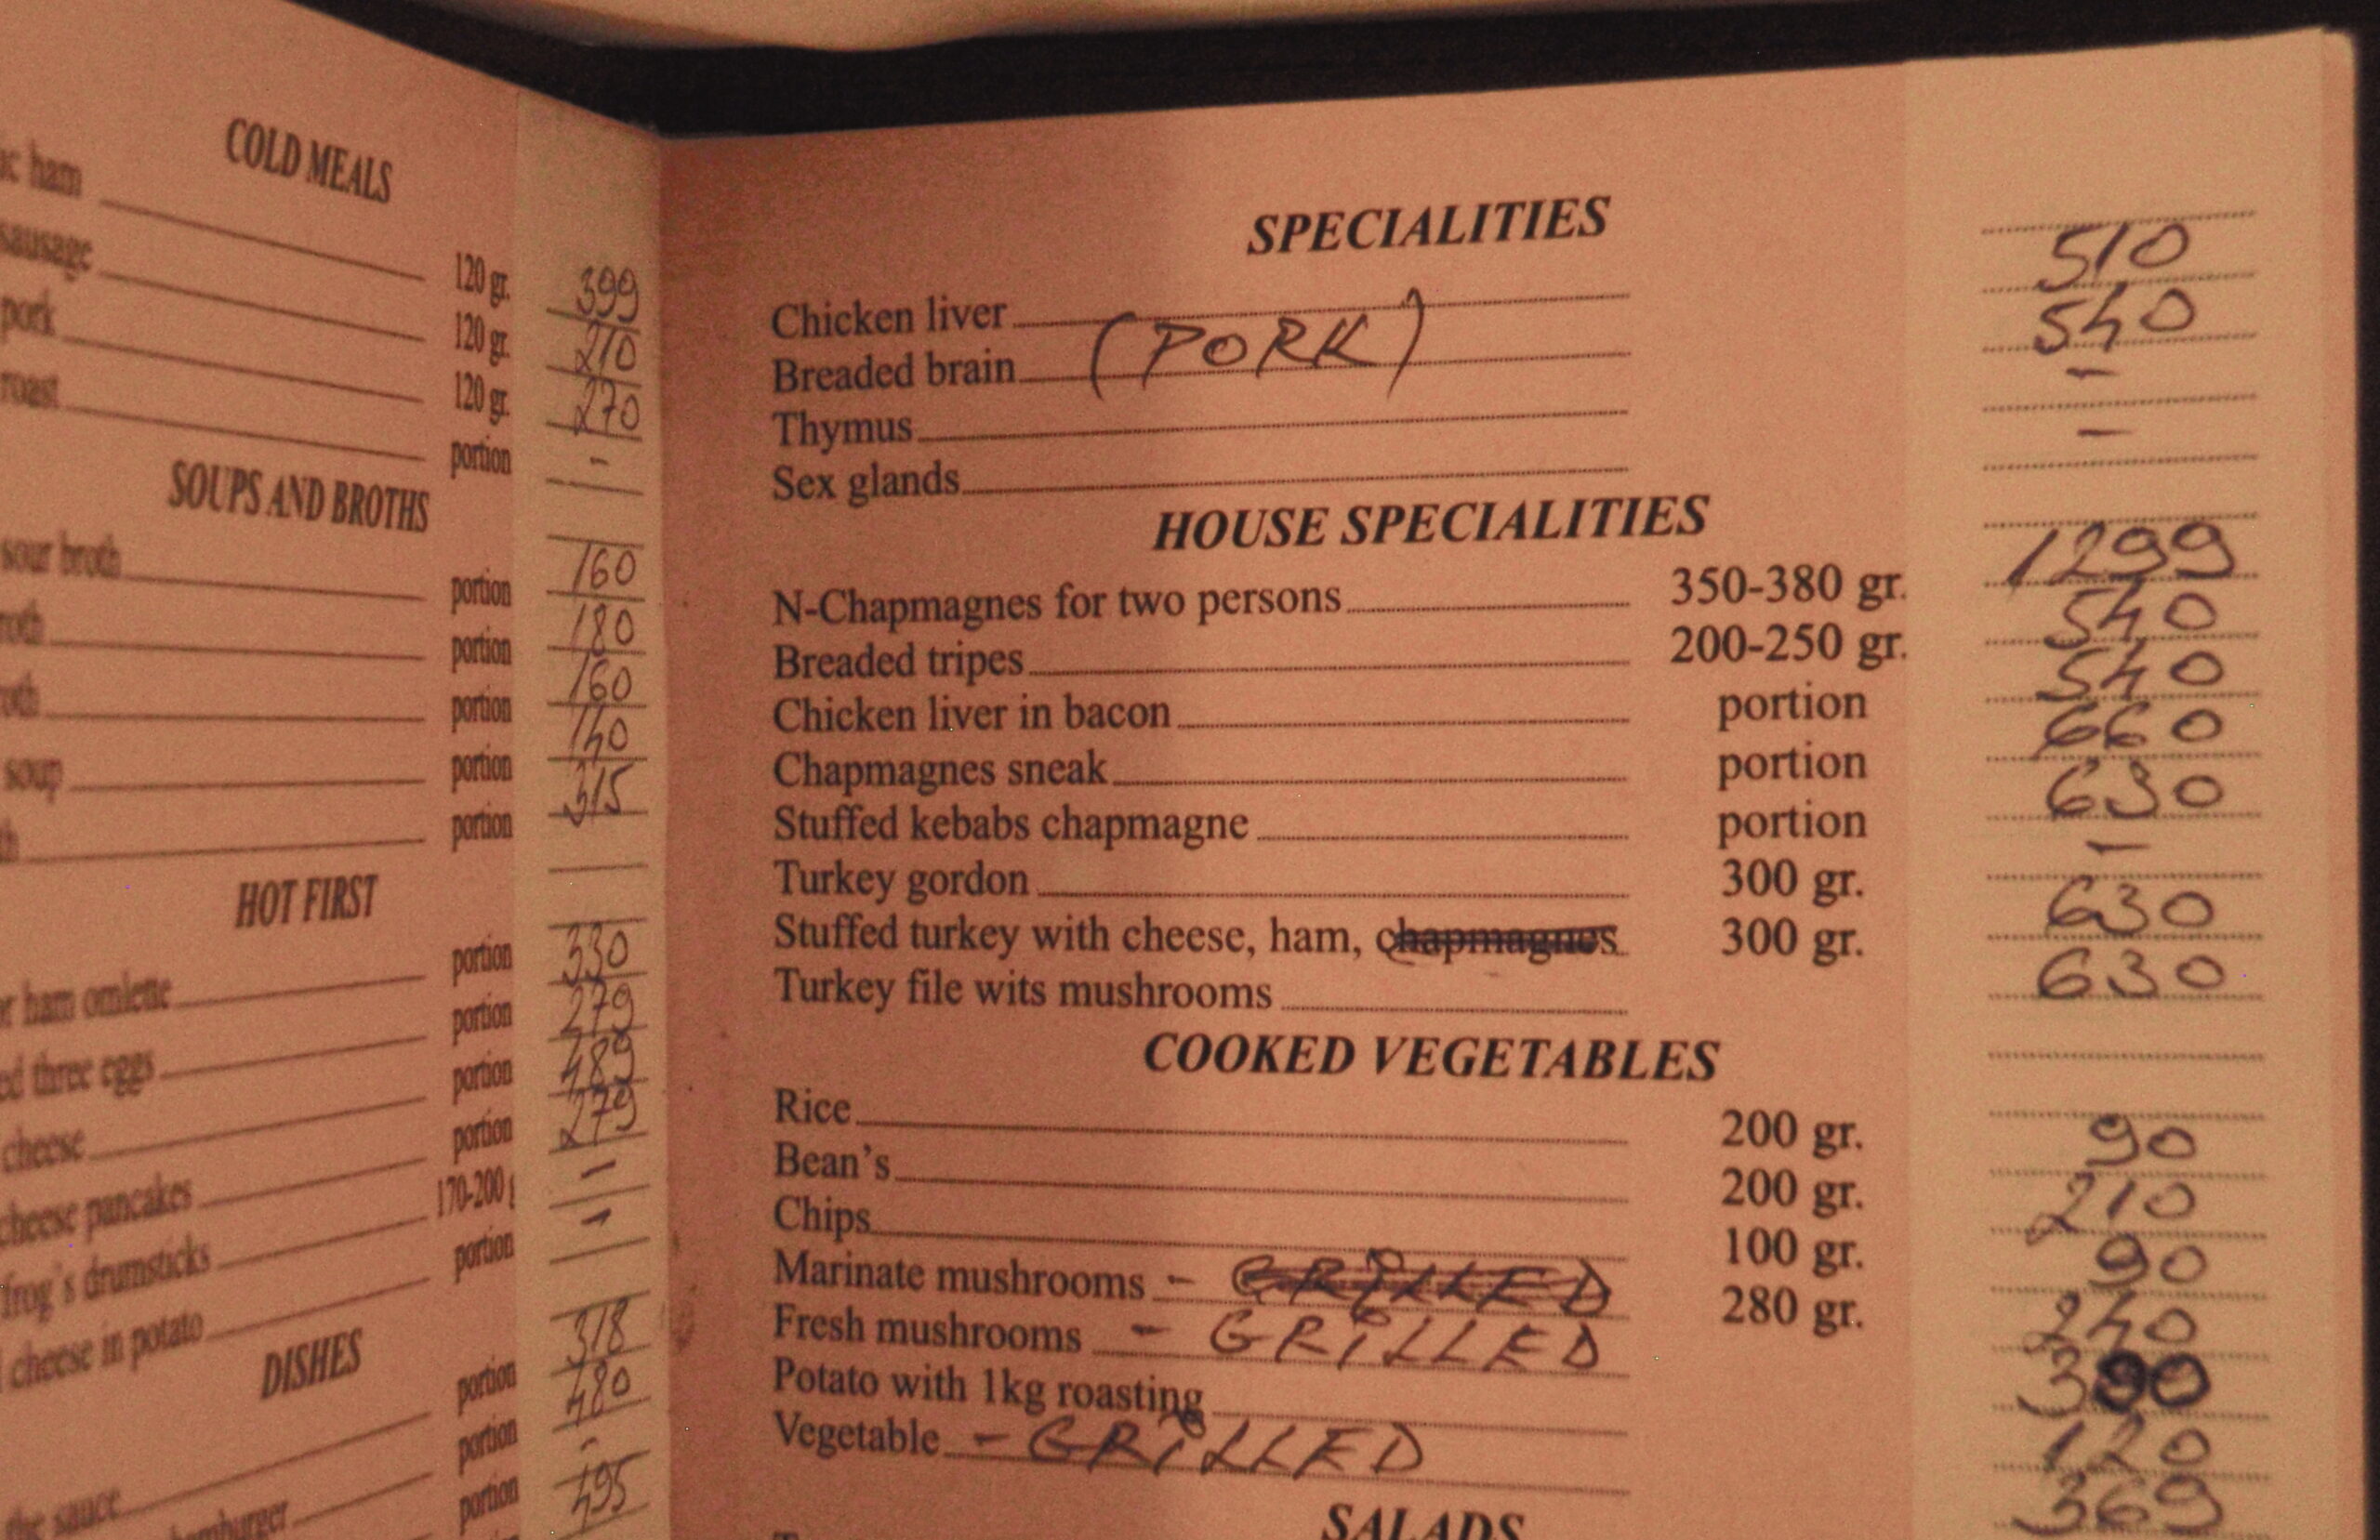 COLD MEALS
ham 120 gr. 399
sausage 120 gr. 210
pork 120 gr. 270
roast portion -
SOUPS AND BROTHS
sour broth portion 160
portion 180
portion 160
soup portion 140
portion 315
HOT FIRST
ham omlette portion 330
three eggs portion 279
cheese portion 489
cheese pancakes portion 279
frog's drumsticks 170-200 -
cheese in potato portion -
DISHES
portion 318
portion 480
the sauce portion -
hamburger 495
SPECIALITIES
Chicken liver 510
Breaded brain (PORK) 540
Thymus -
Sex glands -
HOUSE SPECIALITIES
N-Chapmagnes for two persons 350-380 gr. 1299
Breaded tripes 200-250 gr. 540
Chicken liver in bacon portion 540
Chapmagnes sneak portion 660
Stuffed kebabs chapmagne portion 630
Turkey gordon 300 gr. -
Stuffed turkey with cheese, ham, chapmagnes 300 gr. 630
Turkey file wits mushrooms 630
COOKED VEGETABLES
Rice 200 gr. 90
Bean's 200 gr. 210
Chips 100 gr. 90
Marinate mushrooms - GRiLLED 280 gr. 240
Fresh mushrooms - GRiLLED 390
Potato with 1kg roasting 120
Vegetable - GRiLLED 369
SALADS